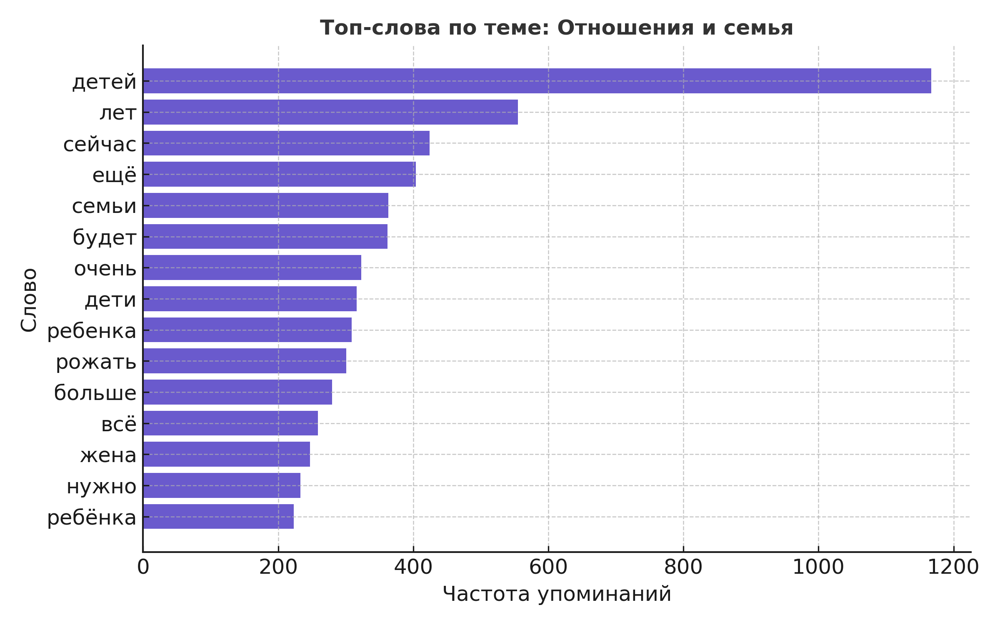 Топ-слова по теме: Отношения и семья
Слово
детей
лет
сейчас
ещё
семьи
будет
очень
дети
ребенка
рожать
больше
всё
жена
нужно
ребёнка
0 200 400 600 800 1000 1200
Частота упоминаний